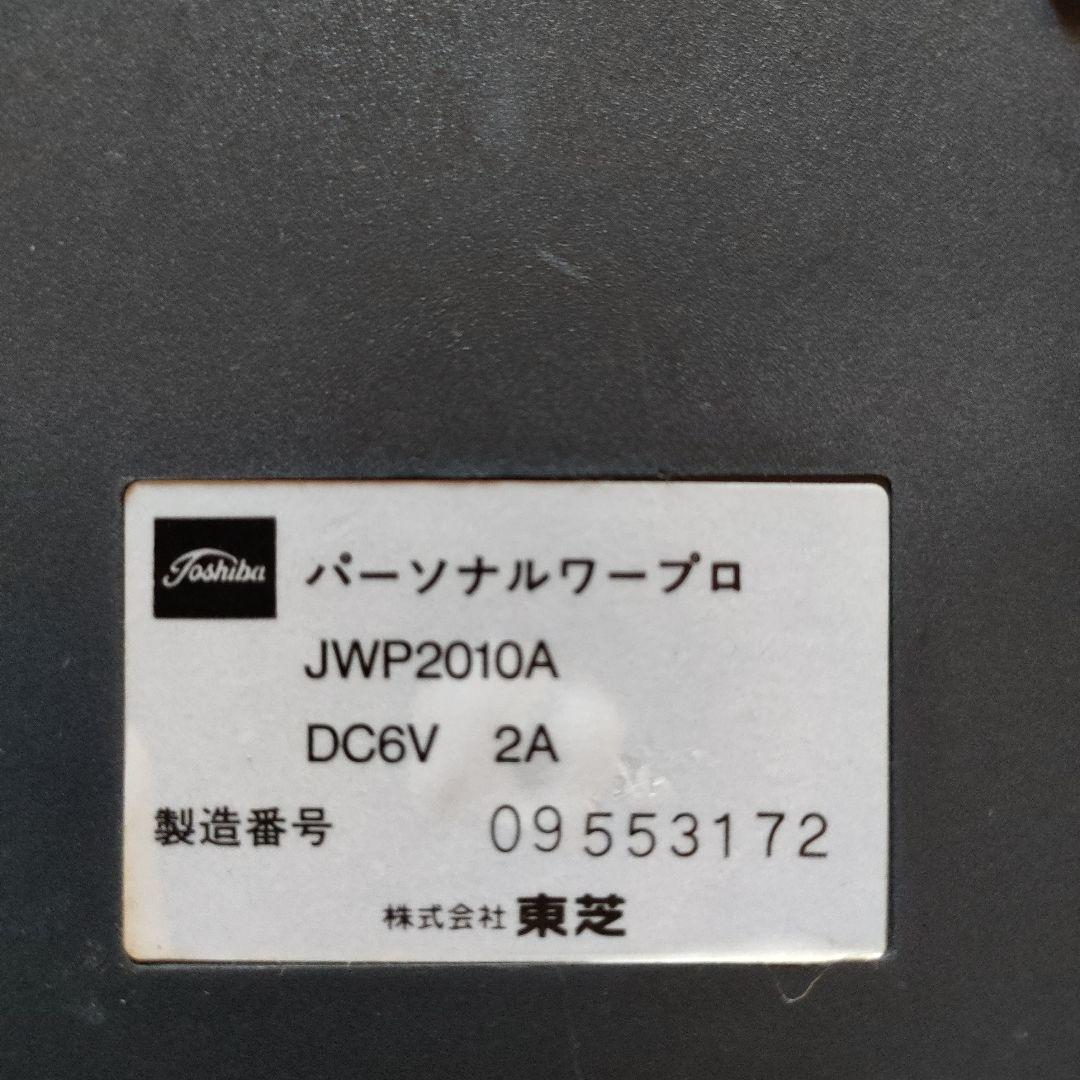 Toshiba パーソナルワープロ
JWP2010A
DC6V 2A
製造番号 09553172
株式会社 東芝